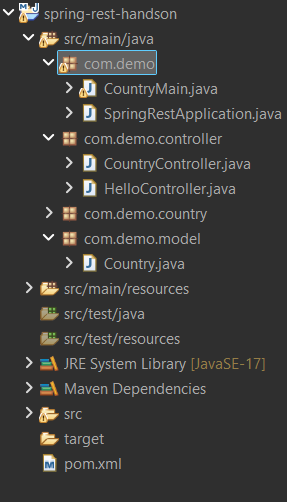 spring-rest-handson
src/main/java
com.demo
CountryMain.java
SpringRestApplication.java
com.demo.controller
CountryController.java
HelloController.java
com.demo.country
com.demo.model
Country.java
src/main/resources
src/test/java
src/test/resources
JRE System Library [JavaSE-17]
Maven Dependencies
src
target
pom.xml